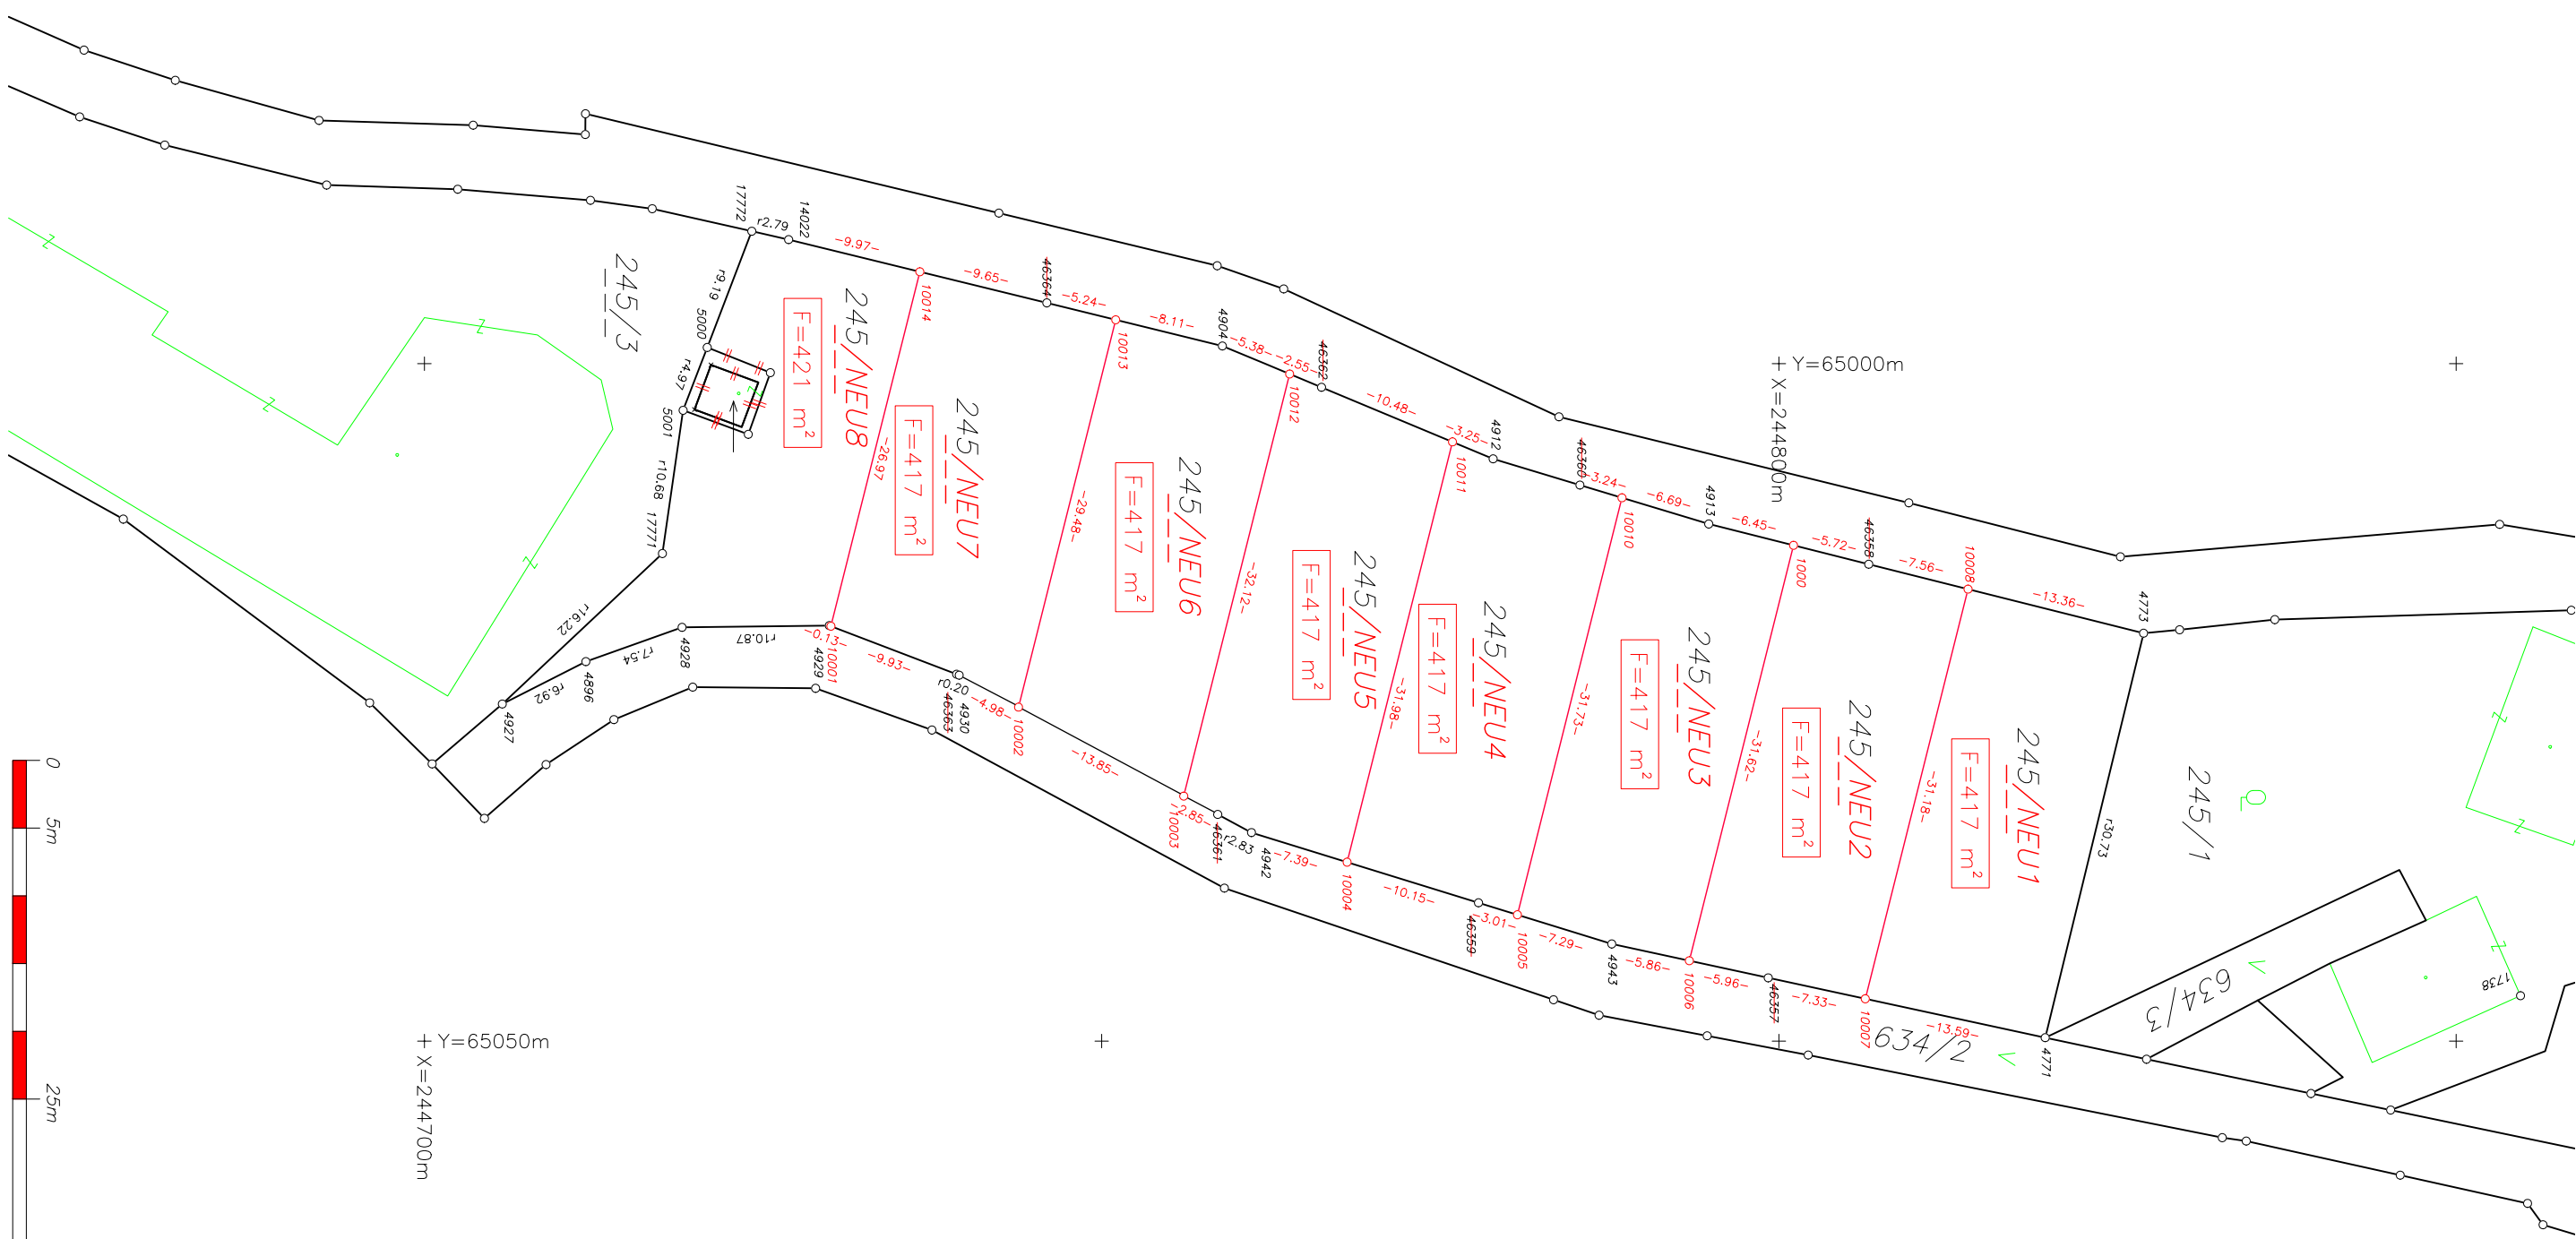 17772
r2.79
14022
-9.97-
10014
-9.65-
46364
-5.24-
10013
-8.11-
4904
-5.38-
-2.55-
10012
46362
-10.48-
-3.25-
10011
4912
46360
-3.24-
10010
-6.69-
4913
-6.45-
1000
-5.72-
46358
-7.56-
10008
-13.36-
4773
Y=65000m
X=244800m
245/3
r9.19
5000
r4.97
5001
r10.68
17771
r16.22
245/NEU8
F=421 m²
-26.97
245/NEU7
F=417 m²
-29.48-
245/NEU6
F=417 m²
-32.12-
245/NEU5
F=417 m²
-31.98-
245/NEU4
F=417 m²
-31.73-
245/NEU3
F=417 m²
-31.62-
245/NEU2
F=417 m²
-31.18-
245/NEU1
F=417 m²
r30.73
245/1
634/3
1738
634/2
4927
r6.92
4896
r7.54
4928
r10.87
4929
-0.13-
10001
-9.93-
r0.20
4930
46363
-4.98-
10002
-13.85-
10003
-2.85-
46361
r2.83
4942
-7.39-
10004
-10.15-
46359
-3.01-
10005
-7.29-
4943
-5.86-
10006
-5.96-
46357
-7.33-
10007
-13.59-
4771
Y=65050m
X=244700m
0
5m
25m